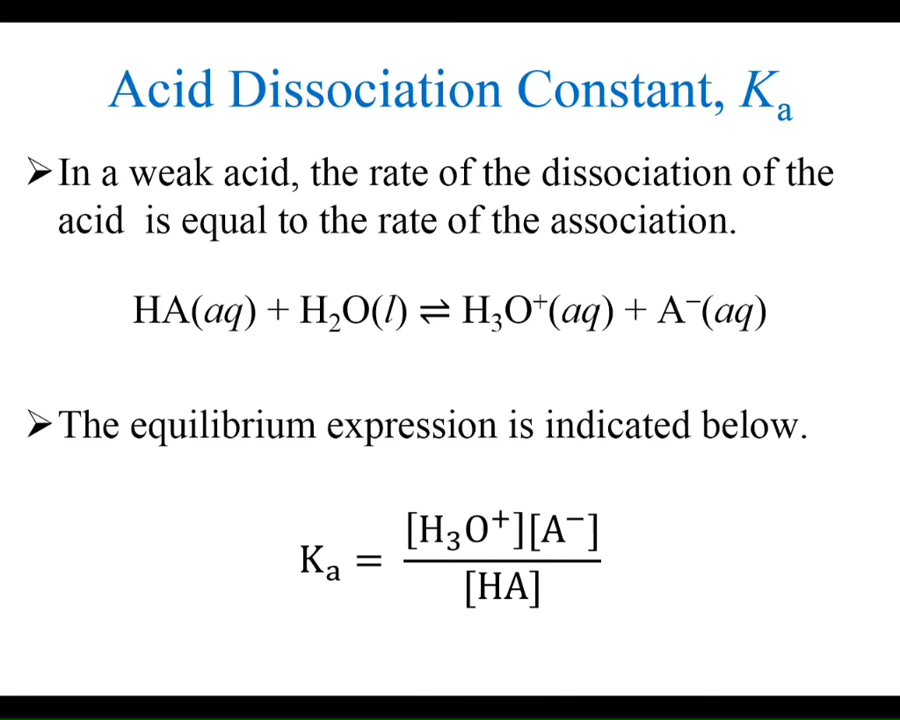 Acid Dissociation Constant, Kₐ
➢In a weak acid, the rate of the dissociation of the
acid is equal to the rate of the association.
HA(aq) + H₂O(l) ⇌ H₃O⁺(aq) + A⁻(aq)
➢The equilibrium expression is indicated below.
Kₐ = [H₃O⁺][A⁻] / [HA]